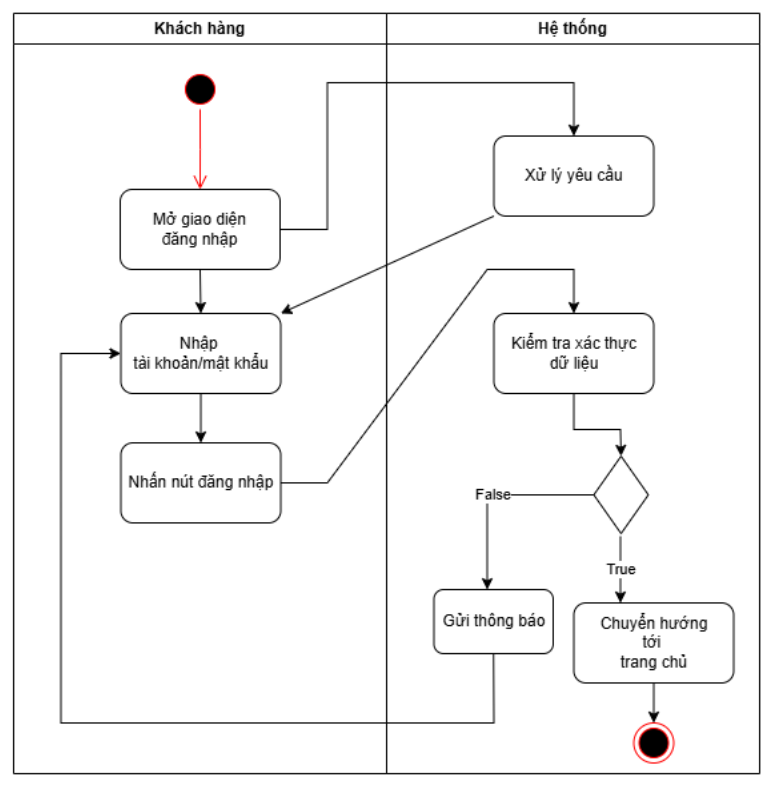 Khách hàng
Hệ thống
Xử lý yêu cầu
Mở giao diện
đăng nhập
Nhập
tài khoản/mật khẩu
Kiểm tra xác thực
dữ liệu
Nhấn nút đăng nhập
False
True
Gửi thông báo
Chuyển hướng
tới
trang chủ